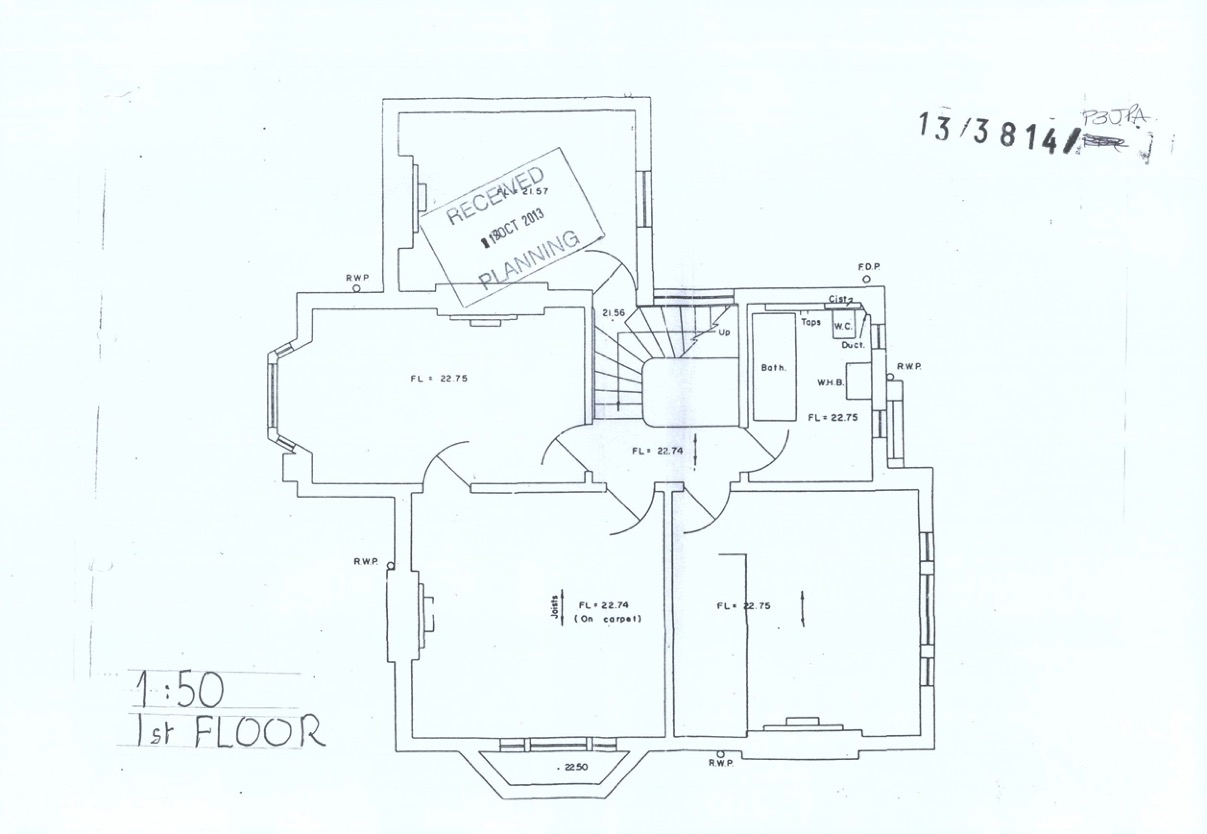 13/3814/
P3JPA
FL = 21.57
RECEIVED
OCT 2013
PLANNING
R.W.P
F.D.P.
Cist.
21.56
Up
Taps
W.C.
Duct.
FL = 22.75
Bath.
W.H.B.
R.W.P.
FL = 22.75
FL = 22.74
R.W.P.
Joists
FL = 22.74
(On carpet)
FL = 22.75
1:50
1st FLOOR
22.50
R.W.P.